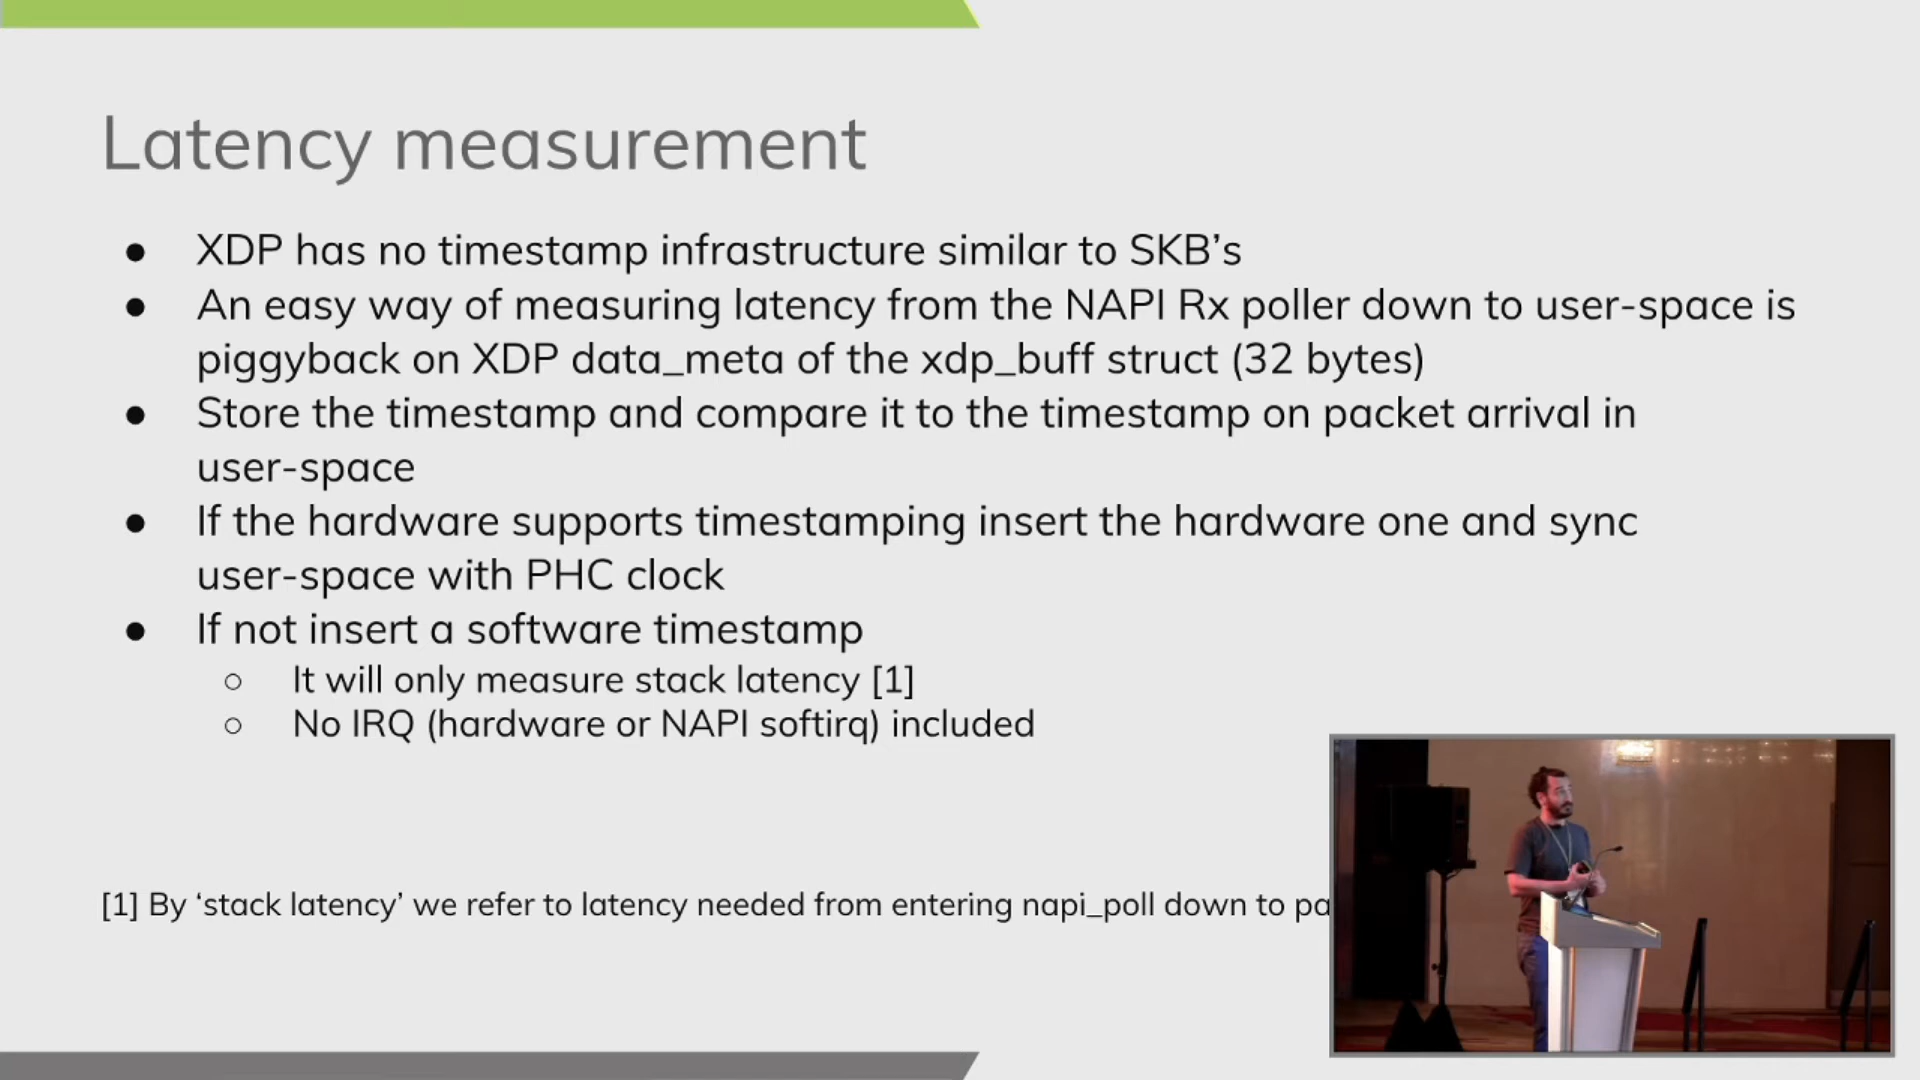 Latency measurement
● XDP has no timestamp infrastructure similar to SKB’s
● An easy way of measuring latency from the NAPI Rx poller down to user-space is
piggyback on XDP data_meta of the xdp_buff struct (32 bytes)
● Store the timestamp and compare it to the timestamp on packet arrival in
user-space
● If the hardware supports timestamping insert the hardware one and sync
user-space with PHC clock
● If not insert a software timestamp
○ It will only measure stack latency [1]
○ No IRQ (hardware or NAPI softirq) included
[1] By ‘stack latency’ we refer to latency needed from entering napi_poll down to